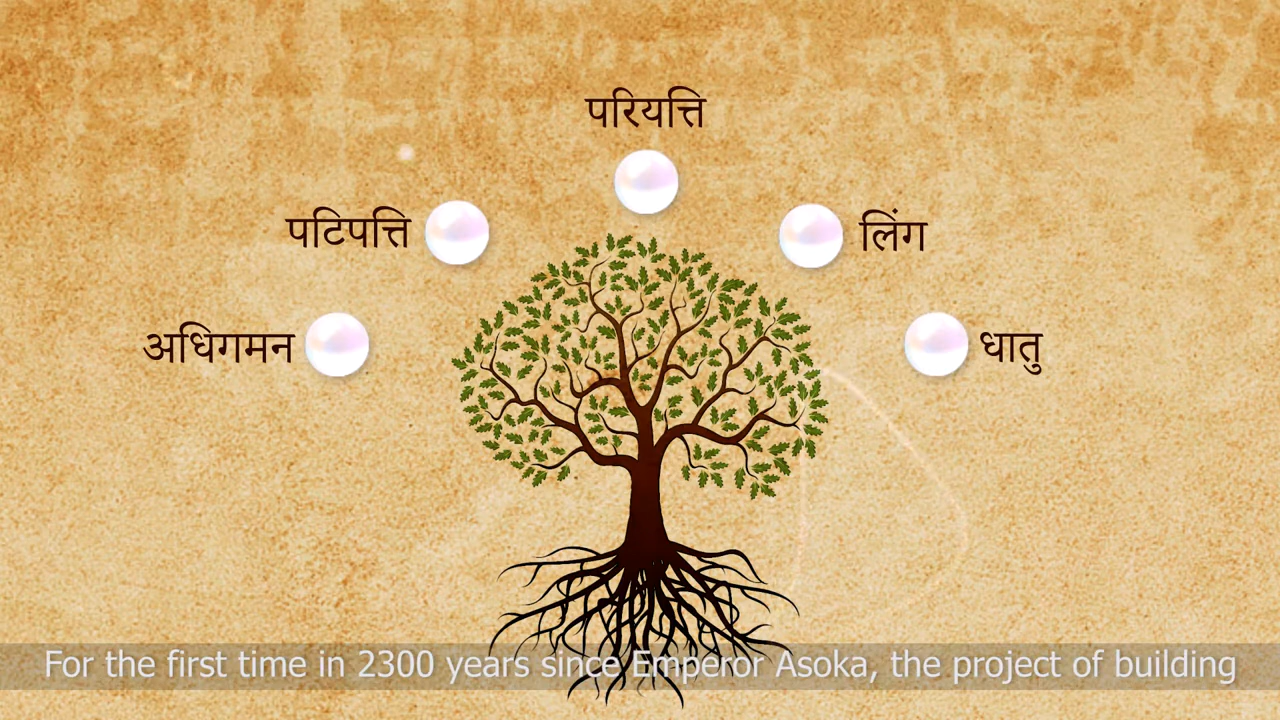 परियत्ति
पटिपत्ति
लिंग
अधिगमन
धातु
For the first time in 2300 years since Emperor Asoka, the project of building